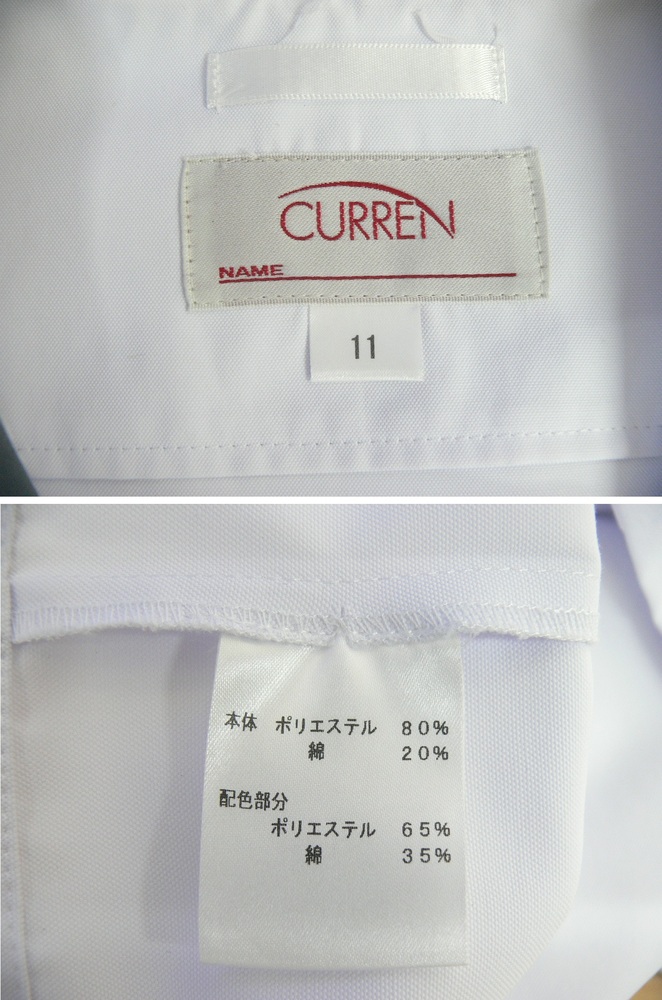 CURREN
NAME
11
本体 ポリエステル 80%
綿 20%
配色部分
ポリエステル 65%
綿 35%